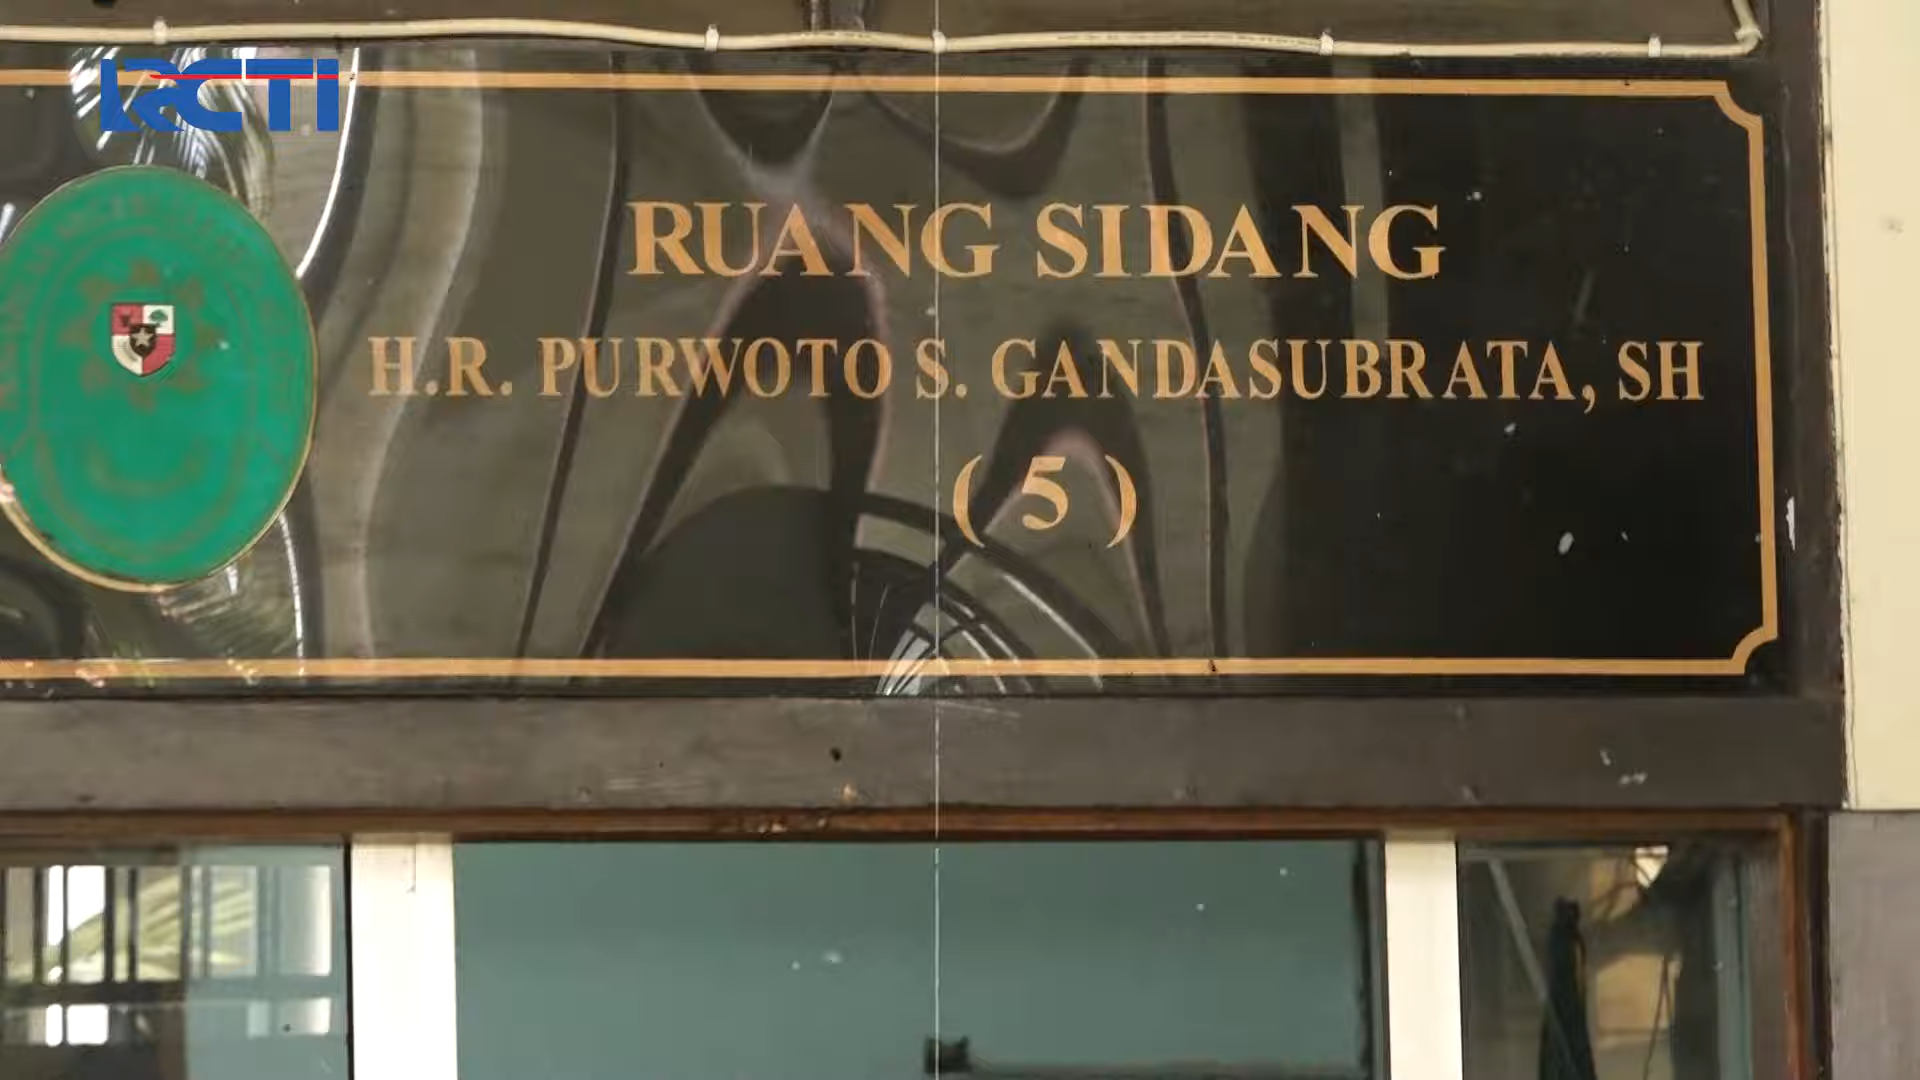 RCTI
RUANG SIDANG
H.R. PURWOTO S. GANDASUBRATA, SH
( 5 )